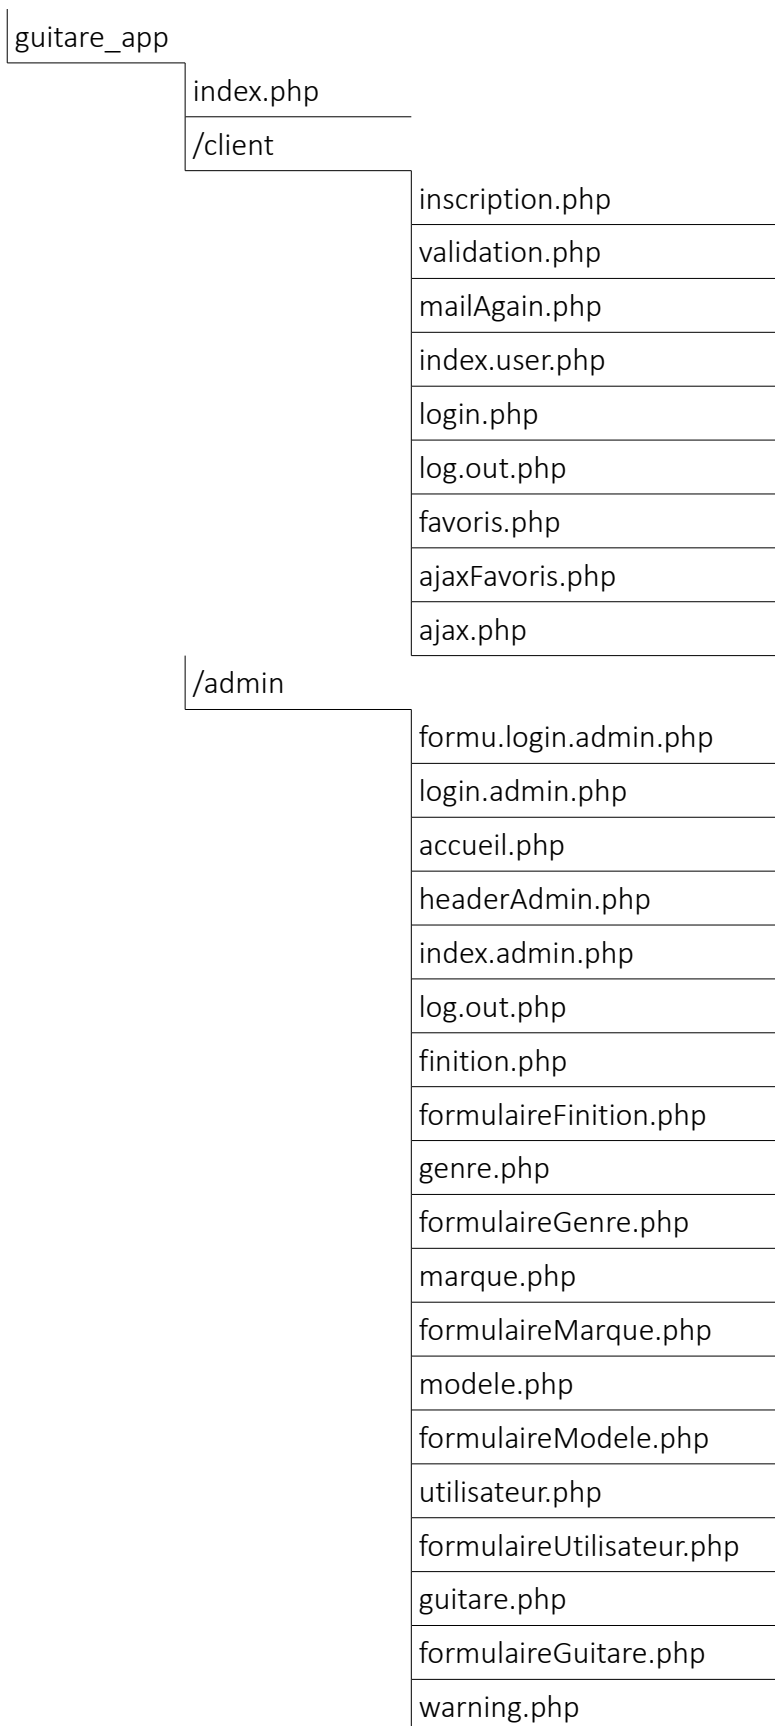 guitare_app
index.php
/client
inscription.php
validation.php
mailAgain.php
index.user.php
login.php
log.out.php
favoris.php
ajaxFavoris.php
ajax.php
/admin
formu.login.admin.php
login.admin.php
accueil.php
headerAdmin.php
index.admin.php
log.out.php
finition.php
formulaireFinition.php
genre.php
formulaireGenre.php
marque.php
formulaireMarque.php
modele.php
formulaireModele.php
utilisateur.php
formulaireUtilisateur.php
guitare.php
formulaireGuitare.php
warning.php